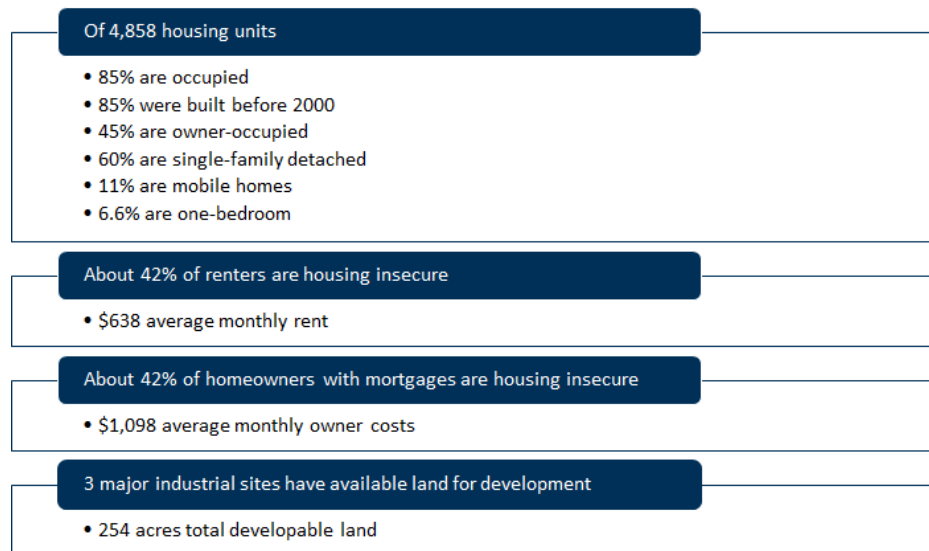 Of 4,858 housing units
• 85% are occupied
• 85% were built before 2000
• 45% are owner-occupied
• 60% are single-family detached
• 11% are mobile homes
• 6.6% are one-bedroom
About 42% of renters are housing insecure
• $638 average monthly rent
About 42% of homeowners with mortgages are housing insecure
• $1,098 average monthly owner costs
3 major industrial sites have available land for development
• 254 acres total developable land